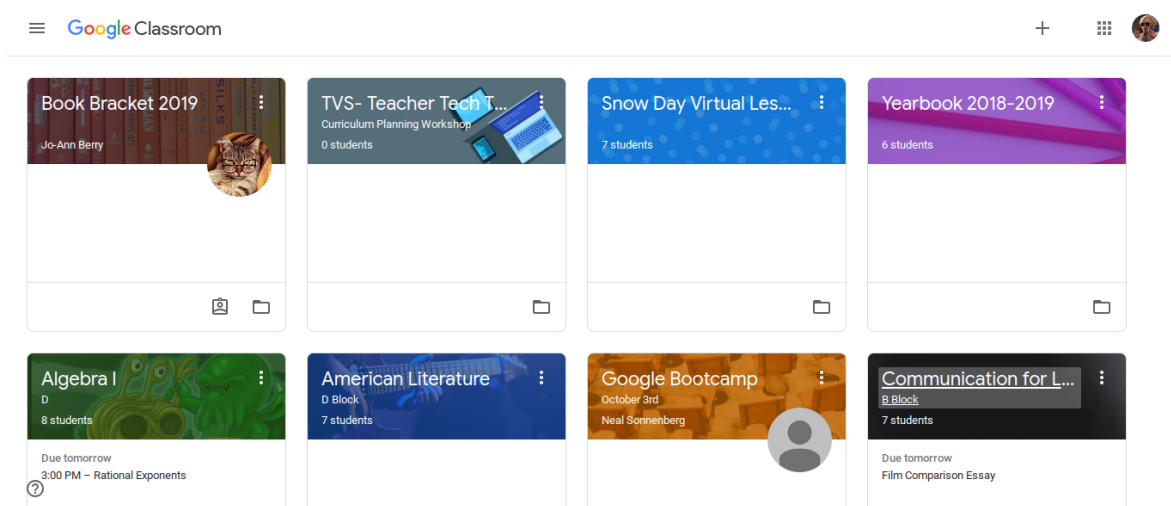 Google Classroom
Book Bracket 2019
Jo-Ann Berry
TVS- Teacher Tech T...
Curriculum Planning Workshop
0 students
Snow Day Virtual Les...
7 students
Yearbook 2018-2019
6 students
Algebra I
D
8 students
Due tomorrow
3:00 PM – Rational Exponents
American Literature
D Block
7 students
Google Bootcamp
October 3rd
Neal Sonnenberg
Communication for L...
B Block
7 students
Due tomorrow
Film Comparison Essay